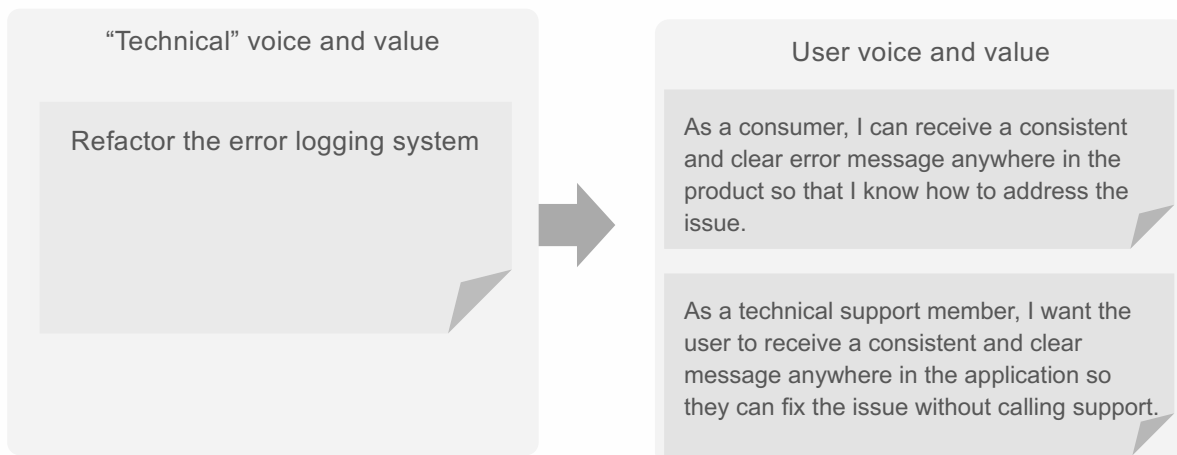 “Technical” voice and value
Refactor the error logging system
User voice and value
As a consumer, I can receive a consistent
and clear error message anywhere in the
product so that I know how to address the
issue.
As a technical support member, I want the
user to receive a consistent and clear
message anywhere in the application so
they can fix the issue without calling support.